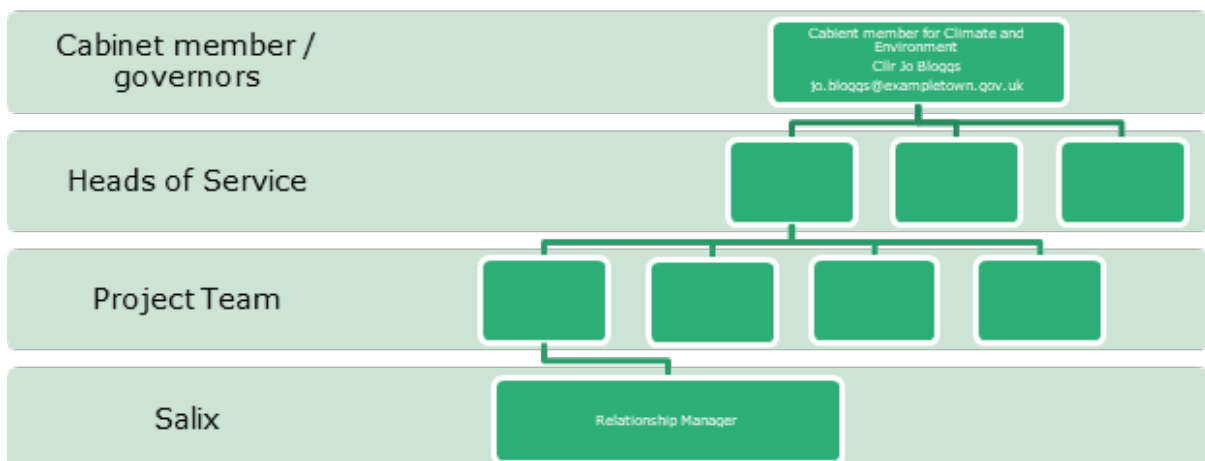 Cabinet member /
governors
Cabient member for Climate and
Environment
Cllr Jo Bloggs
jo.bloggs@exampletown.gov.uk
Heads of Service
Project Team
Salix
Relationship Manager